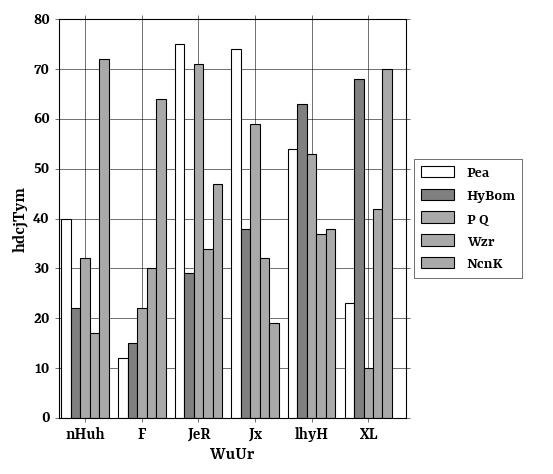 80
70
60
50
40
30
20
10
0
hdcjTym
nHuh F JeR Jx lhyH XL
WuUr
Pea
HyBom
P Q
Wzr
NcnK